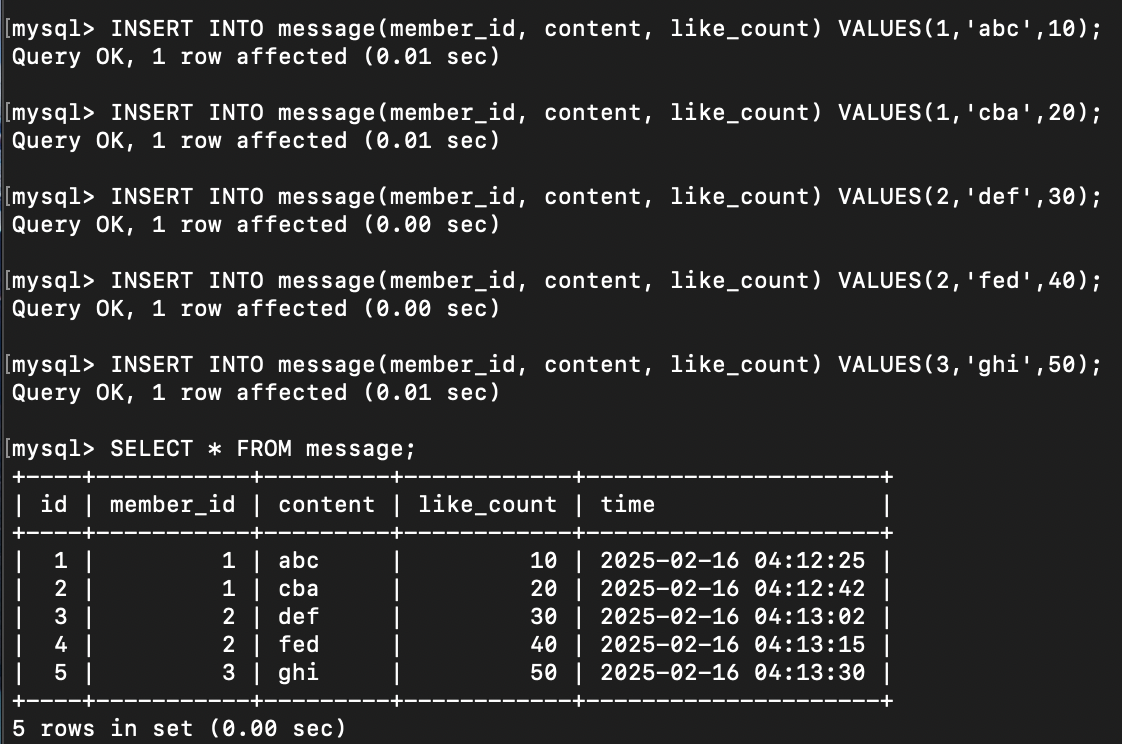 [mysql> INSERT INTO message(member_id, content, like_count) VALUES(1,'abc',10);
Query OK, 1 row affected (0.01 sec)
[mysql> INSERT INTO message(member_id, content, like_count) VALUES(1,'cba',20);
Query OK, 1 row affected (0.01 sec)
[mysql> INSERT INTO message(member_id, content, like_count) VALUES(2,'def',30);
Query OK, 1 row affected (0.00 sec)
[mysql> INSERT INTO message(member_id, content, like_count) VALUES(2,'fed',40);
Query OK, 1 row affected (0.00 sec)
[mysql> INSERT INTO message(member_id, content, like_count) VALUES(3,'ghi',50);
Query OK, 1 row affected (0.01 sec)
[mysql> SELECT * FROM message;
+----+-----------+---------+------------+---------------------+
| id | member_id | content | like_count | time                |
+----+-----------+---------+------------+---------------------+
|  1 |         1 | abc     |         10 | 2025-02-16 04:12:25 |
|  2 |         1 | cba     |         20 | 2025-02-16 04:12:42 |
|  3 |         2 | def     |         30 | 2025-02-16 04:13:02 |
|  4 |         2 | fed     |         40 | 2025-02-16 04:13:15 |
|  5 |         3 | ghi     |         50 | 2025-02-16 04:13:30 |
+----+-----------+---------+------------+---------------------+
5 rows in set (0.00 sec)